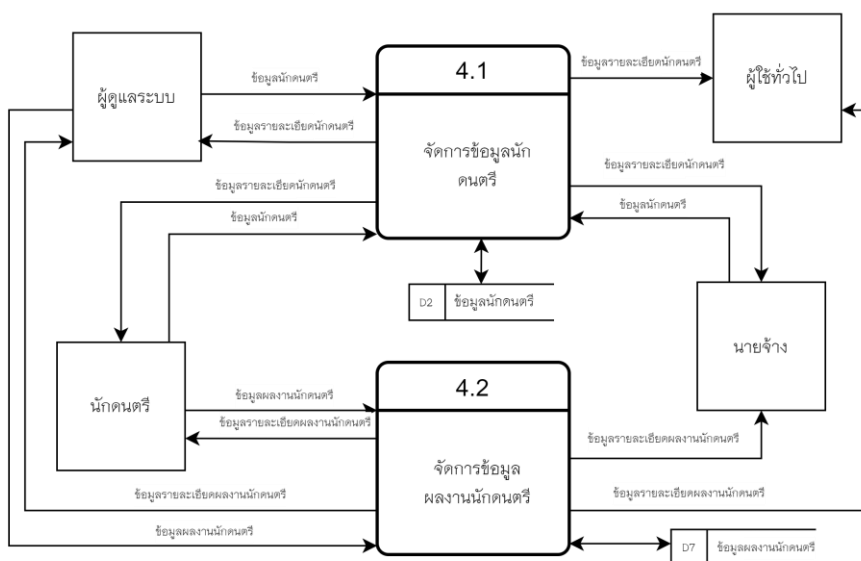 4.1
ผู้ดูแลระบบ
ข้อมูลนักดนตรี
ข้อมูลรายละเอียดนักดนตรี
ผู้ใช้ทั่วไป
ข้อมูลรายละเอียดนักดนตรี
จัดการข้อมูลนัก
ดนตรี
ข้อมูลรายละเอียดนักดนตรี
ข้อมูลรายละเอียดนักดนตรี
ข้อมูลนักดนตรี
ข้อมูลนักดนตรี
D2 ข้อมูลนักดนตรี
นายจ้าง
4.2
นักดนตรี
ข้อมูลผลงานนักดนตรี
ข้อมูลรายละเอียดผลงานนักดนตรี
ข้อมูลรายละเอียดผลงานนักดนตรี
จัดการข้อมูล
ผลงานนักดนตรี
ข้อมูลรายละเอียดผลงานนักดนตรี
ข้อมูลรายละเอียดผลงานนักดนตรี
ข้อมูลผลงานนักดนตรี
D7 ข้อมูลผลงานนักดนตรี